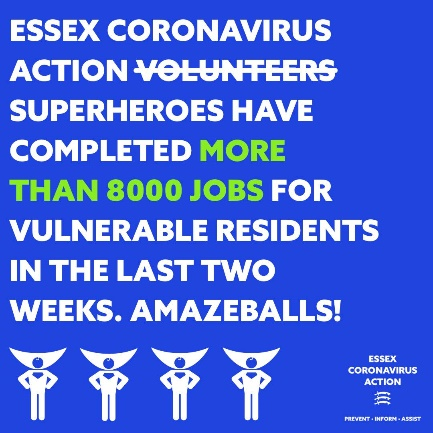 ESSEX CORONAVIRUS
ACTION VOLUNTEERS
SUPERHEROES HAVE
COMPLETED MORE
THAN 8000 JOBS FOR
VULNERABLE RESIDENTS
IN THE LAST TWO
WEEKS. AMAZEBALLS!
ESSEX
CORONAVIRUS
ACTION
PREVENT • INFORM • ASSIST